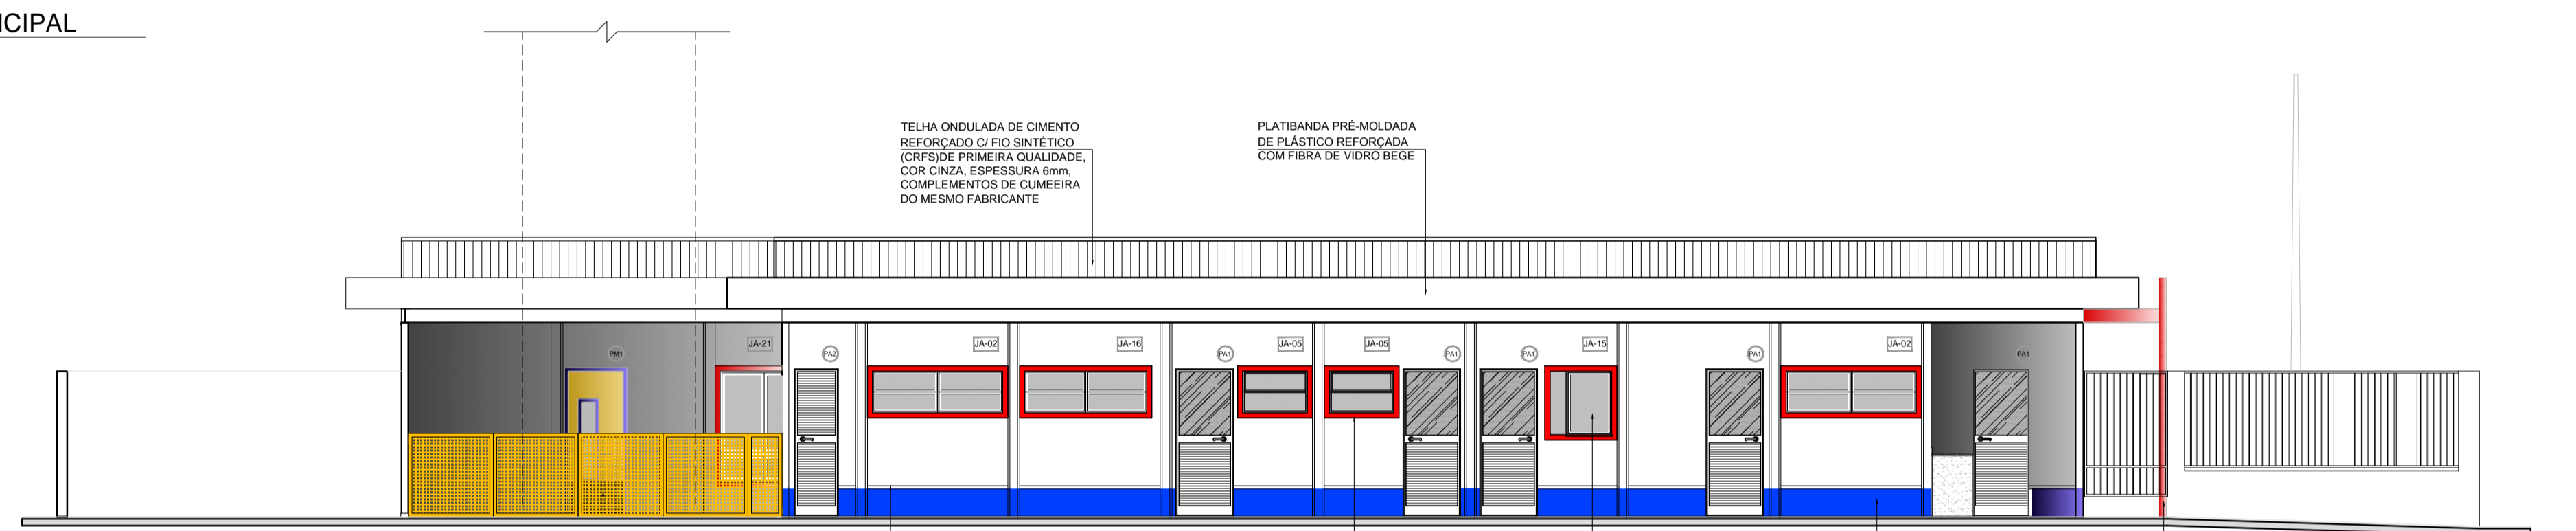 ICIPAL
TELHA ONDULADA DE CIMENTO
REFORÇADO C/ FIO SINTÉTICO
(CRFS)DE PRIMEIRA QUALIDADE,
COR CINZA, ESPESSURA 6mm,
COMPLEMENTOS DE CUMEEIRA
DO MESMO FABRICANTE
PLATIBANDA PRÉ-MOLDADA
DE PLÁSTICO REFORÇADA
COM FIBRA DE VIDRO BEGE
PM1
JA-21
PA2
JA-02
JA-16
PA1
JA-05
JA-05
PA1
PA1
JA-15
PA1
JA-02
PA1